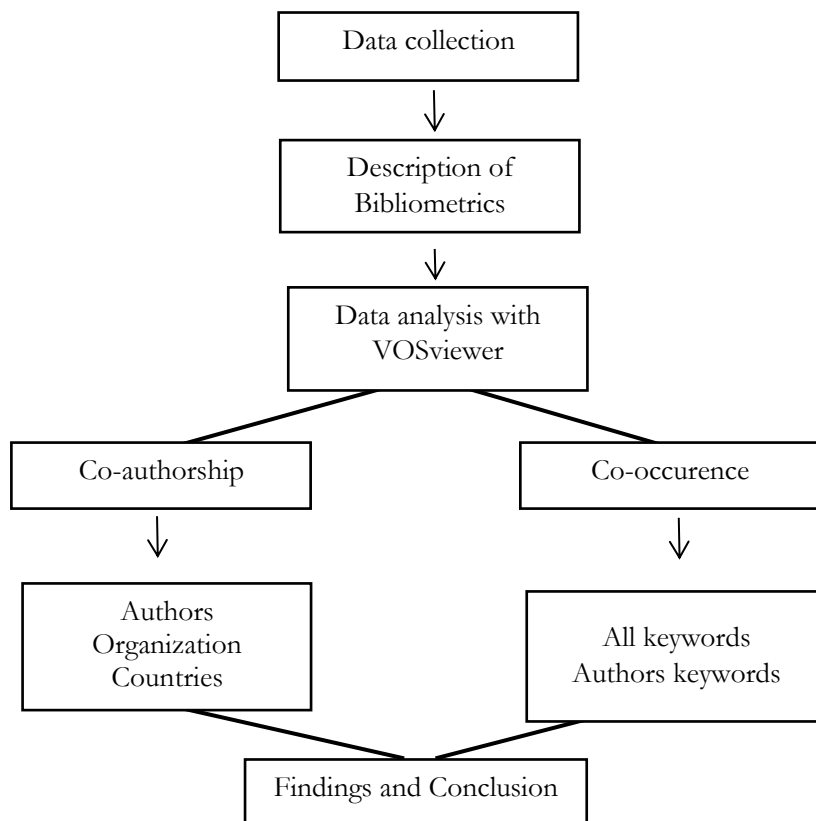 Data collection
Description of
Bibliometrics
Data analysis with
VOSviewer
Co-authorship
Co-occurence
Authors
Organization
Countries
All keywords
Authors keywords
Findings and Conclusion